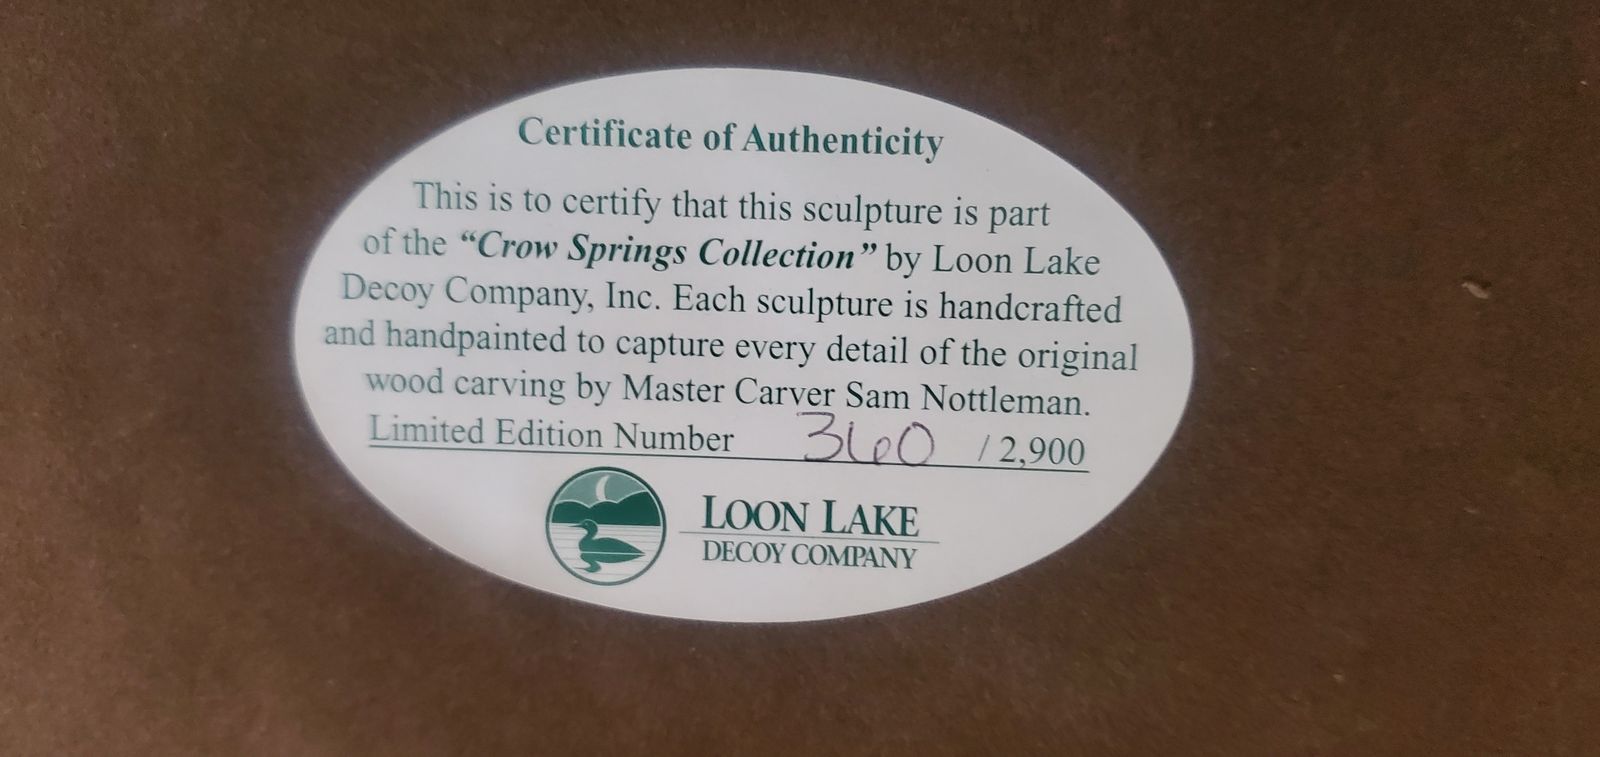 Certificate of Authenticity
This is to certify that this sculpture is part
of the “Crow Springs Collection” by Loon Lake
Decoy Company, Inc. Each sculpture is handcrafted
and handpainted to capture every detail of the original
wood carving by Master Carver Sam Nottleman.
Limited Edition Number 360 / 2,900
LOON LAKE
DECOY COMPANY